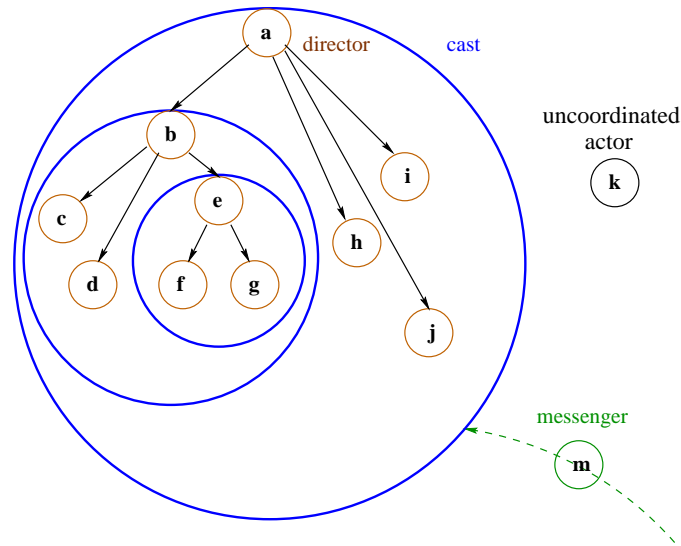 a
director
cast
b
uncoordinated
actor
k
i
c
e
h
d
f
g
j
messenger
m